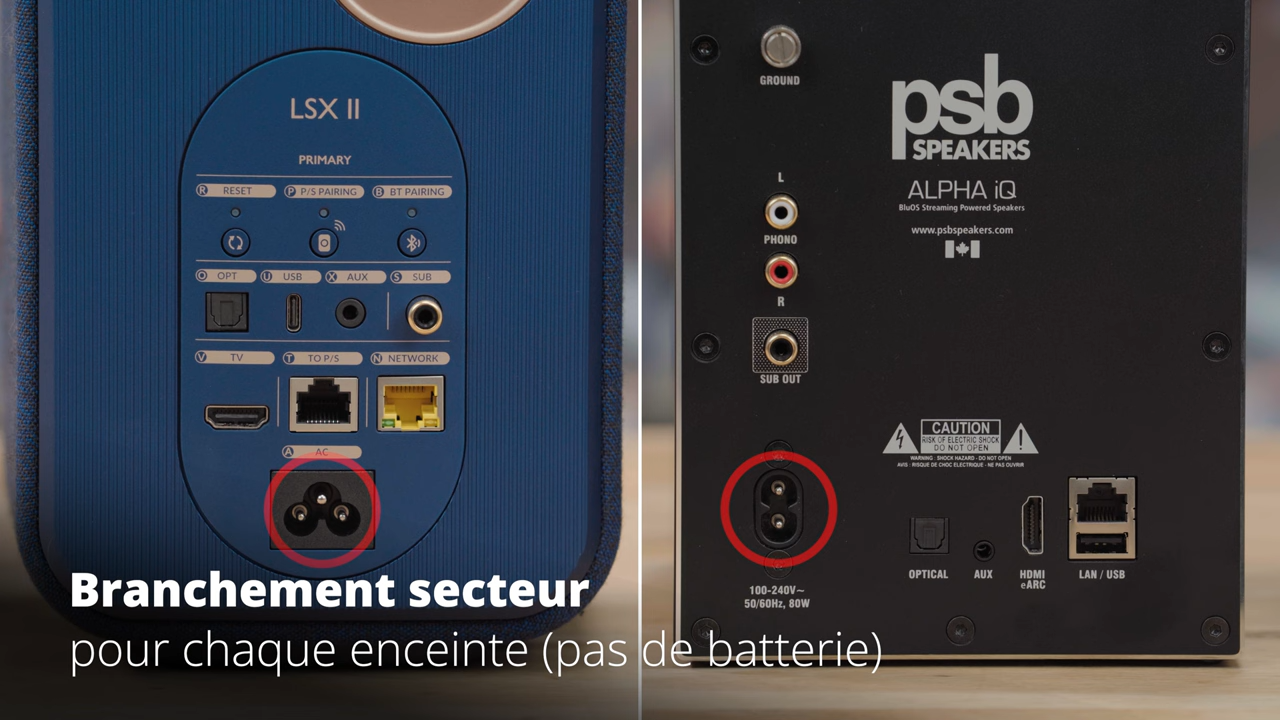 LSX II
PRIMARY
R RESET P P/S PAIRING B BT PAIRING
O OPT U USB X AUX S SUB
V TV T TO P/S N NETWORK
A AC
GROUND
psb
SPEAKERS
ALPHA iQ
BluOS Streaming Powered Speakers
www.psbspeakers.com
L
PHONO
R
SUB OUT
CAUTION
RISK OF ELECTRIC SHOCK
DO NOT OPEN
WARNING : SHOCK HAZARD - DO NOT OPEN
AVIS : RISQUE DE CHOC ELECTRIQUE - NE PAS OUVRIR
100-240V~
50/60Hz, 80W
OPTICAL
AUX
HDMI
eARC
LAN / USB
Branchement secteur
pour chaque enceinte (pas de batterie)